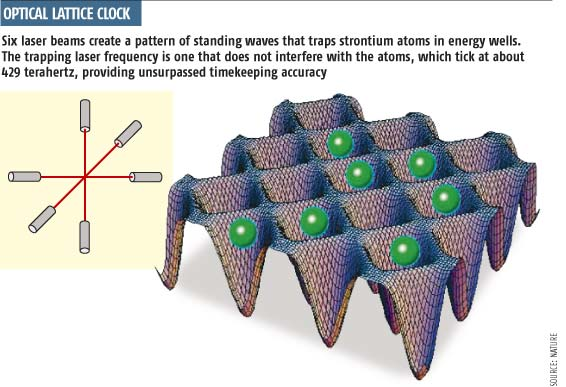 OPTICAL LATTICE CLOCK
Six laser beams create a pattern of standing waves that traps strontium atoms in energy wells.
The trapping laser frequency is one that does not interfere with the atoms, which tick at about
429 terahertz, providing unsurpassed timekeeping accuracy
SOURCE: NATURE